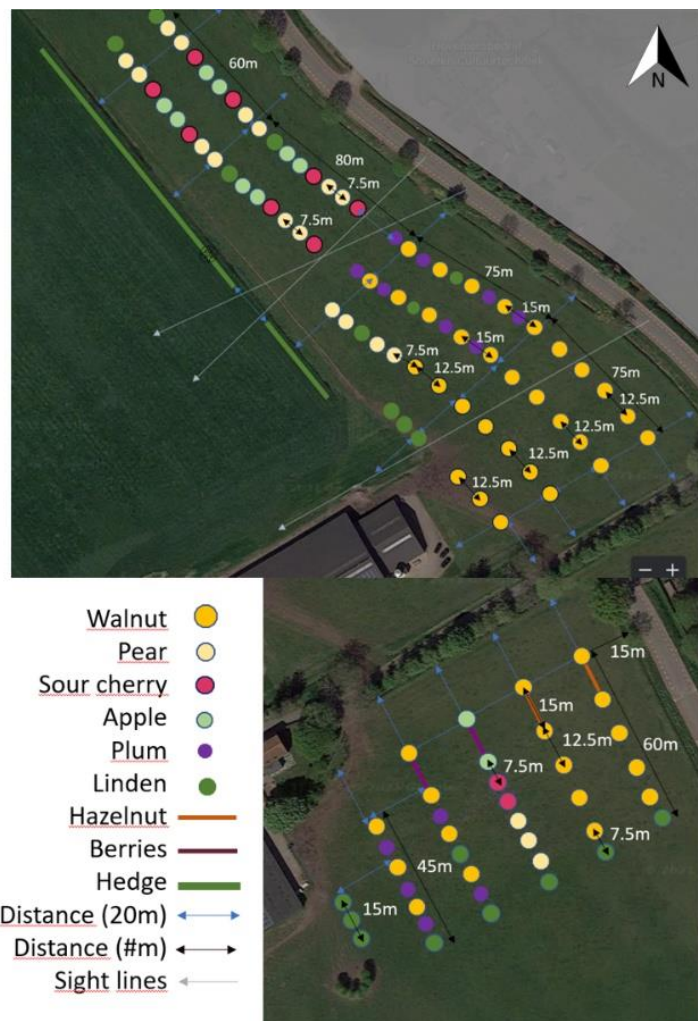 N
60m
80m
7.5m
7.5m
75m
15m
15m
7.5m
12.5m
75m
12.5m
12.5m
12.5m
12.5m
− +
Walnut
Pear
Sour cherry
Apple
Plum
Linden
Hazelnut
Berries
Hedge
Distance (20m)
Distance (#m)
Sight lines
15m
15m
12.5m
60m
7.5m
7.5m
45m
15m